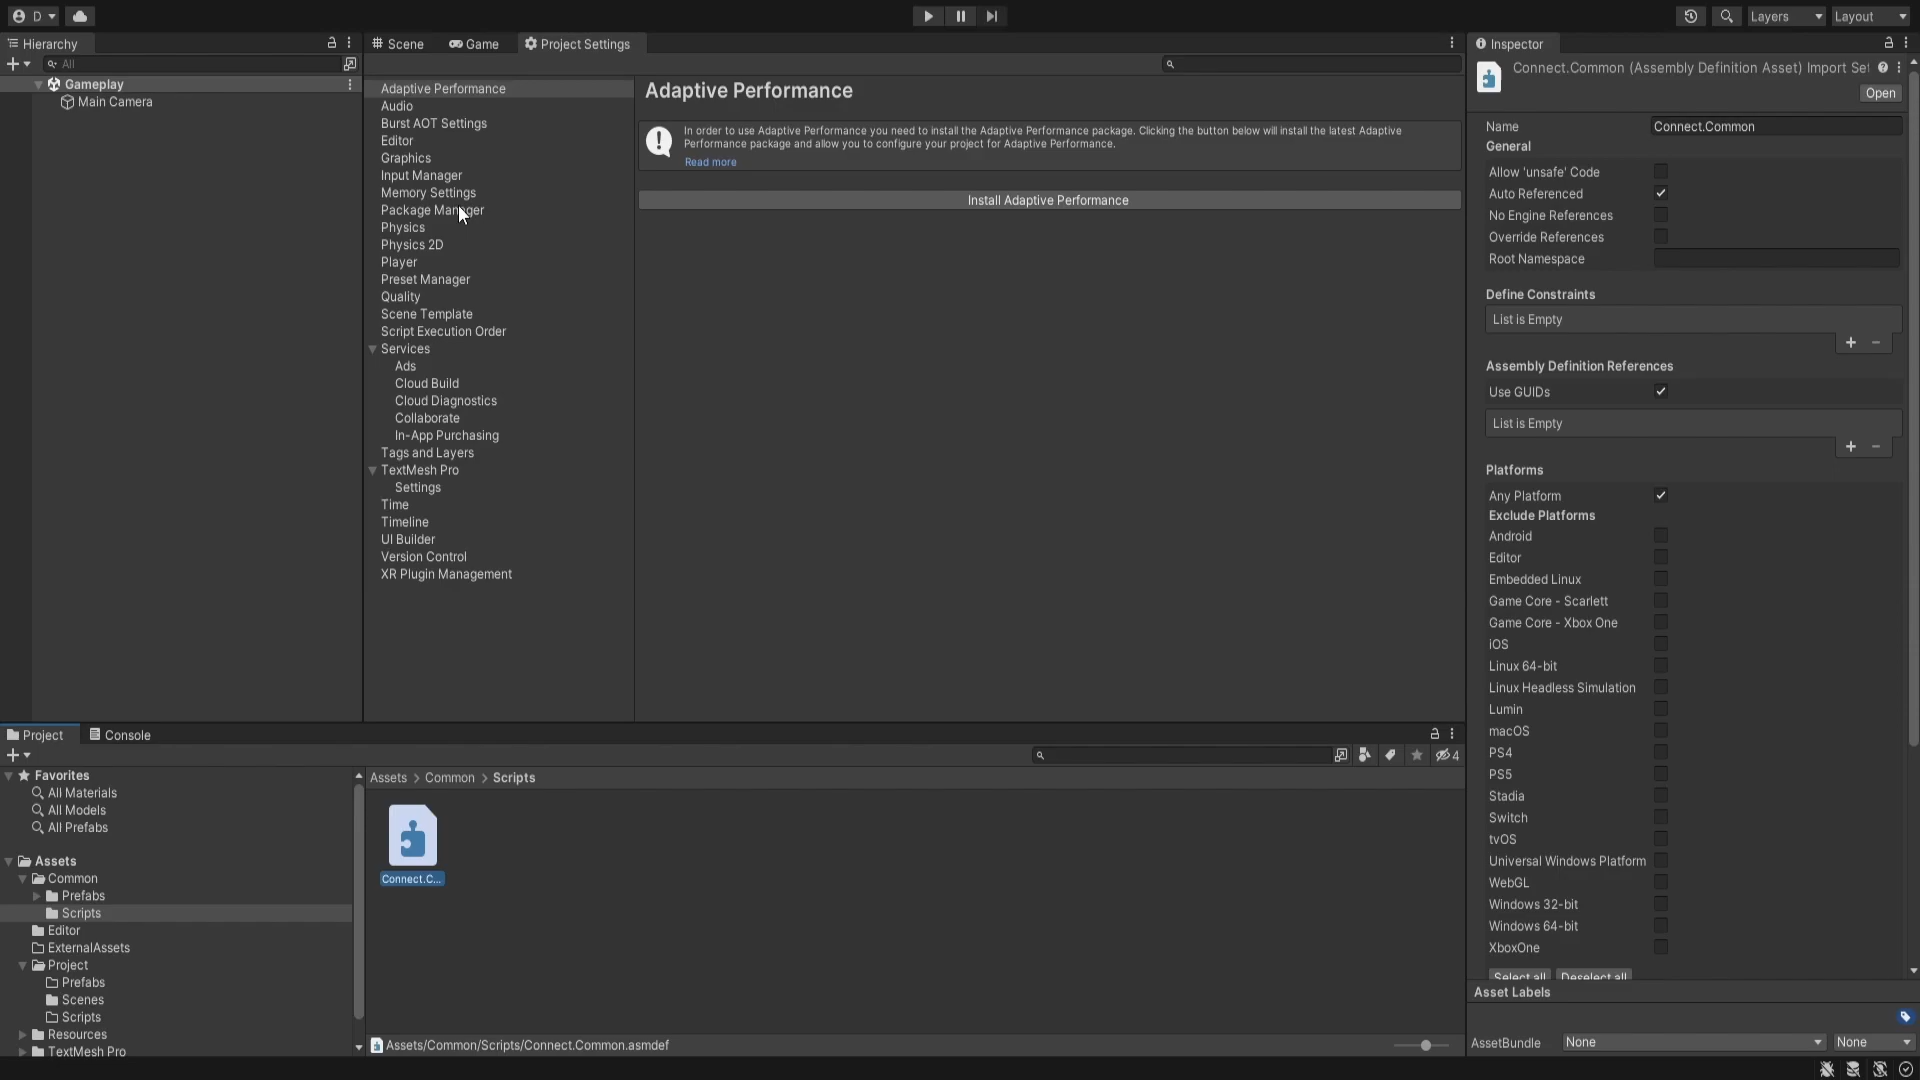 D
Layers
Layout
Hierarchy
All
Gameplay
Main Camera
Scene
Game
Project Settings
Adaptive Performance
Audio
Burst AOT Settings
Editor
Graphics
Input Manager
Memory Settings
Package Manager
Physics
Physics 2D
Player
Preset Manager
Quality
Scene Template
Script Execution Order
Services
Ads
Cloud Build
Cloud Diagnostics
Collaborate
In-App Purchasing
Tags and Layers
TextMesh Pro
Settings
Time
Timeline
UI Builder
Version Control
XR Plugin Management
Adaptive Performance
In order to use Adaptive Performance you need to install the Adaptive Performance package. Clicking the button below will install the latest Adaptive
Performance package and allow you to configure your project for Adaptive Performance.
Read more
Install Adaptive Performance
Inspector
Connect.Common (Assembly Definition Asset) Import Set
Open
Name Connect.Common
General
Allow 'unsafe' Code
Auto Referenced
No Engine References
Override References
Root Namespace
Define Constraints
List is Empty
Assembly Definition References
Use GUIDs
List is Empty
Platforms
Any Platform
Exclude Platforms
Android
Editor
Embedded Linux
Game Core - Scarlett
Game Core - Xbox One
iOS
Linux 64-bit
Linux Headless Simulation
Lumin
macOS
PS4
PS5
Stadia
Switch
tvOS
Universal Windows Platform
WebGL
Windows 32-bit
Windows 64-bit
XboxOne
Select all Deselect all
Asset Labels
AssetBundle None None
Project
Console
4
Favorites
All Materials
All Models
All Prefabs
Assets
Common
Prefabs
Scripts
Editor
ExternalAssets
Project
Prefabs
Scenes
Scripts
Resources
TextMesh Pro
Assets > Common > Scripts
Connect.C...
Assets/Common/Scripts/Connect.Common.asmdef